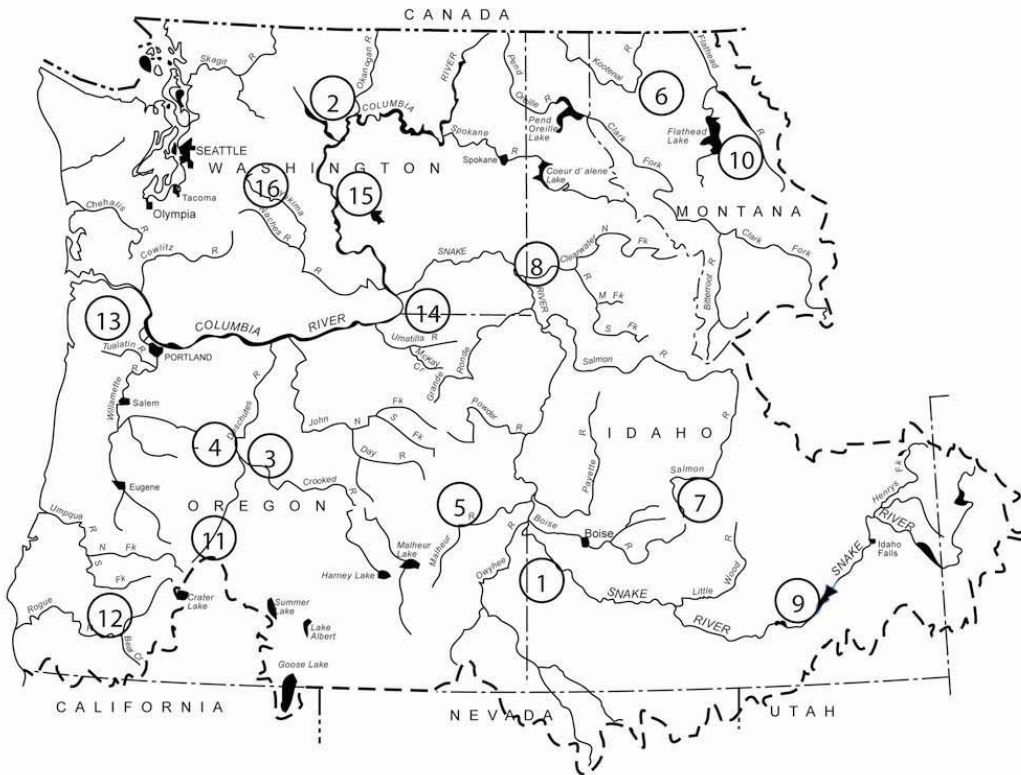 CANADA
Skagit R
Okanogan R
COLUMBIA RIVER
Pend Oreille R
Kootenai R
Flathead R
2
6
Spokane R
Pend
Oreille
Lake
Clark Fork
Flathead
Lake
10
SEATTLE
WASHINGTON
Spokane
Coeur d' alene
Lake
Tacoma
Olympia
16
Yakima R
Naches R
15
MONTANA
Chehalis R
Cowlitz R
SNAKE RIVER
8
Clearwater
N Fk
M Fk
S Fk
Bitterroot R
Clark Fork
13
COLUMBIA RIVER
14
Umatilla R
McKay Cr
Grande Ronde
Tualatin R
PORTLAND
Salmon R
Willamette R
Salem
Deschutes R
John Day R
N Fk
S Fk
Powder R
Payette R
IDAHO
4
3
Crooked R
Salmon R
7
Henrys Fk
Eugene
OREGON
5
Malheur R
Boise R
Boise
SNAKE RIVER
Idaho
Falls
Umpqua R
N Fk
S Fk
11
Malheur
Lake
Harney Lake
Owyhee R
1
SNAKE RIVER
Little Wood R
9
Rogue R
12
Crater
Lake
Summer
Lake
Lake
Albert
Goose Lake
CALIFORNIA
NEVADA
UTAH